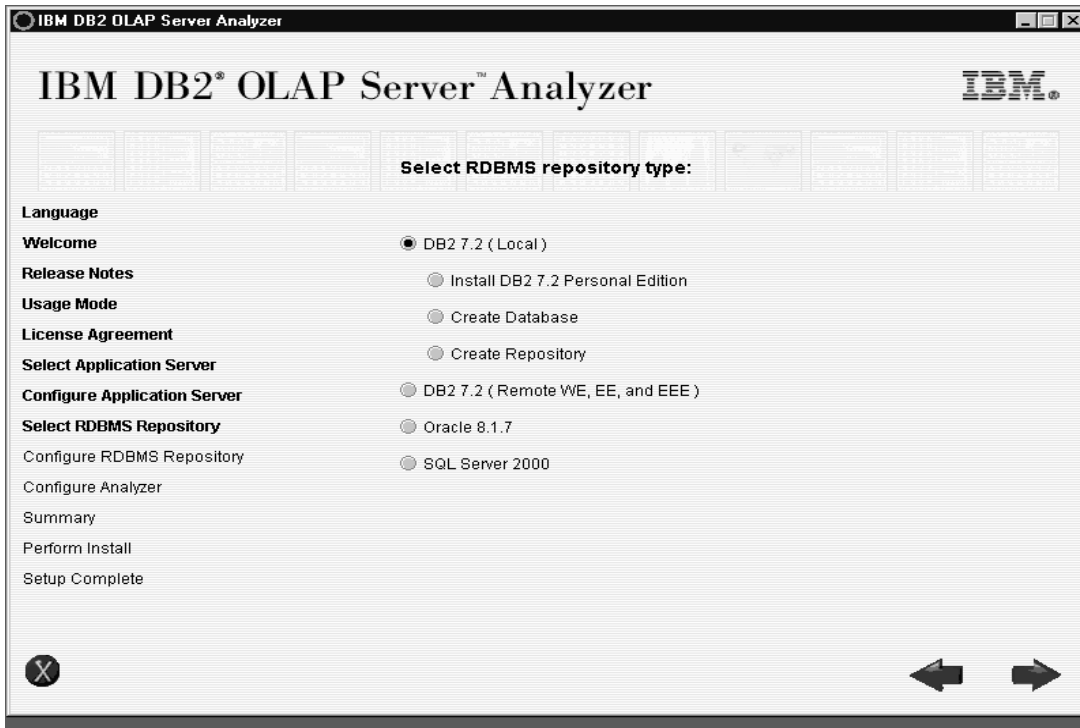 IBM DB2 OLAP Server Analyzer
IBM DB2® OLAP Server™ Analyzer
IBM®
Select RDBMS repository type:
Language
Welcome
Release Notes
Usage Mode
License Agreement
Select Application Server
Configure Application Server
Select RDBMS Repository
Configure RDBMS Repository
Configure Analyzer
Summary
Perform Install
Setup Complete
DB2 7.2 ( Local )
Install DB2 7.2 Personal Edition
Create Database
Create Repository
DB2 7.2 ( Remote WE, EE, and EEE )
Oracle 8.1.7
SQL Server 2000
X